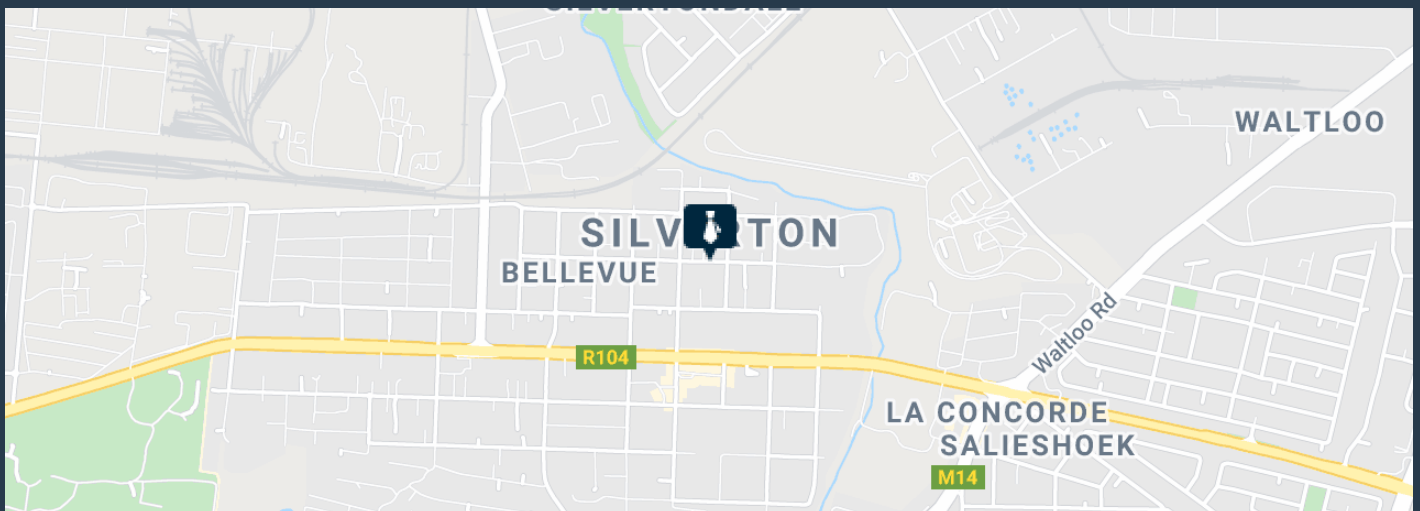 SILVERTON
BELLEVUE
WALTLOO
R104
Waltloo Rd
LA CONCORDE
SALIESHOEK
M14